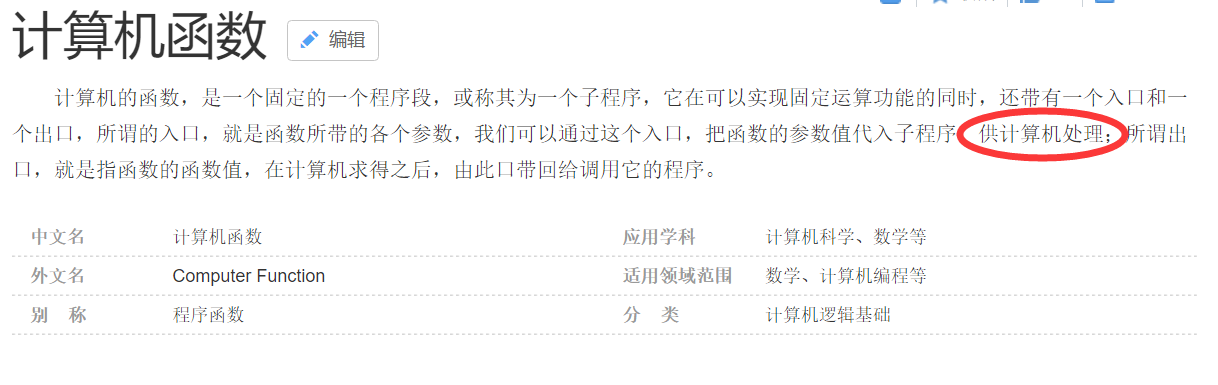 计算机函数 编辑
计算机的函数，是一个固定的一个程序段，或称其为一个子程序，它在可以实现固定运算功能的同时，还带有一个入口和一
个出口，所谓的入口，就是函数所带的各个参数，我们可以通过这个入口，把函数的参数值代入子程序，供计算机处理；所谓出
口，就是指函数的函数值，在计算机求得之后，由此口带回给调用它的程序。
中文名 计算机函数 应用学科 计算机科学、数学等
外文名 Computer Function 适用领域范围 数学、计算机编程等
别 称 程序函数 分 类 计算机逻辑基础